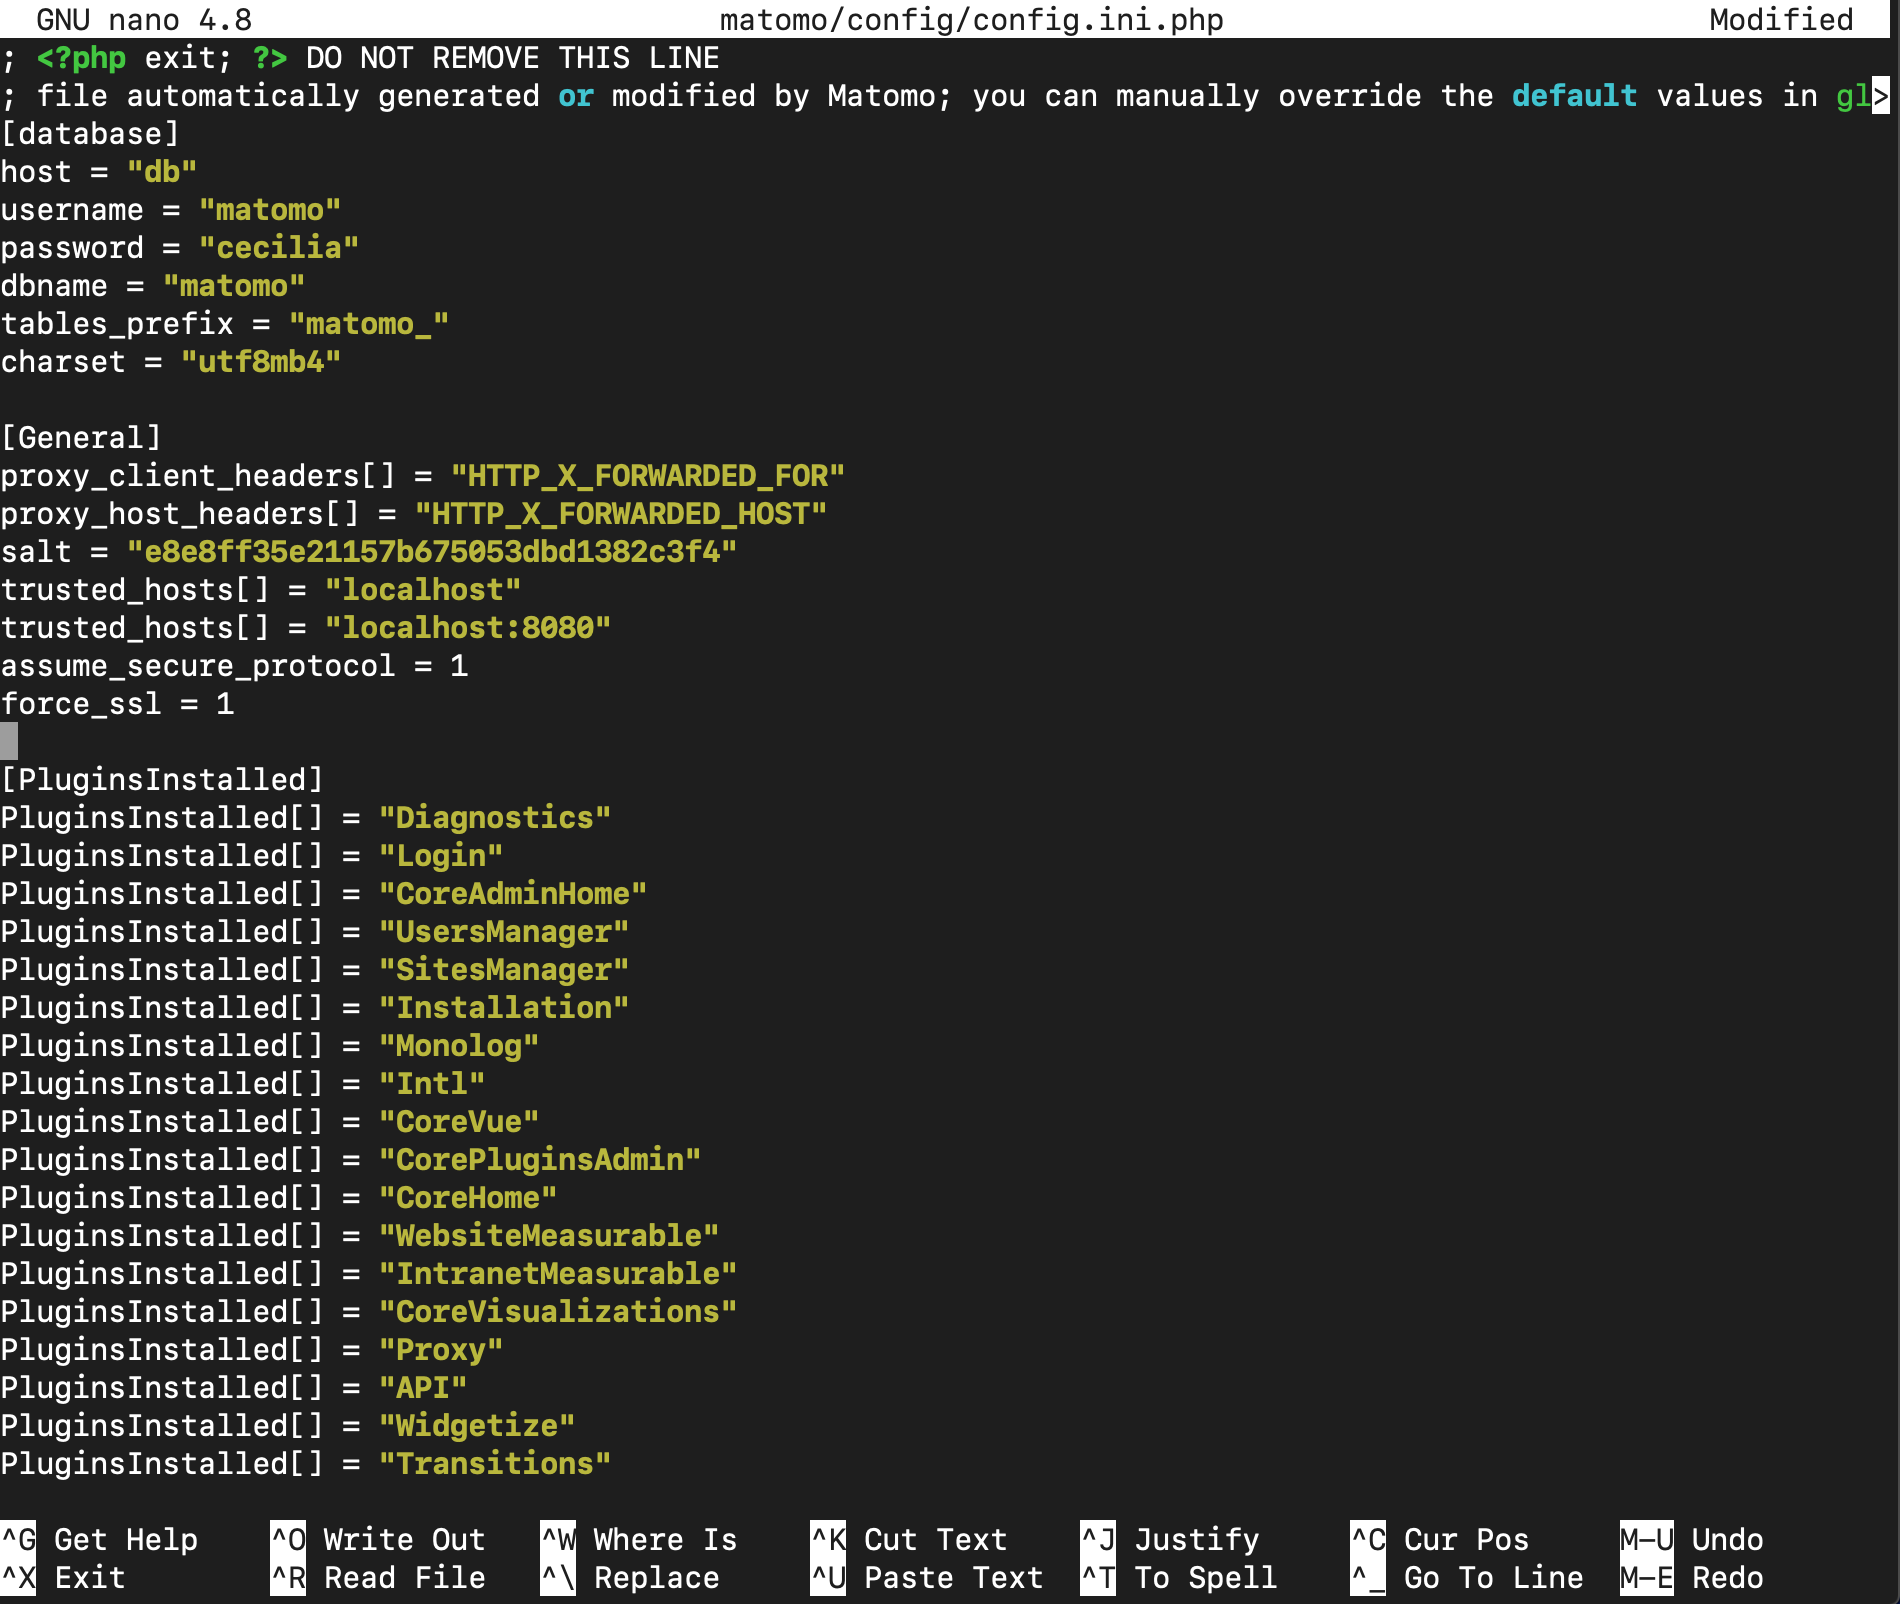 GNU nano 4.8 matomo/config/config.ini.php Modified
; <?php exit; ?> DO NOT REMOVE THIS LINE
; file automatically generated or modified by Matomo; you can manually override the default values in gl>
[database]
host = "db"
username = "matomo"
password = "cecilia"
dbname = "matomo"
tables_prefix = "matomo_"
charset = "utf8mb4"
[General]
proxy_client_headers[] = "HTTP_X_FORWARDED_FOR"
proxy_host_headers[] = "HTTP_X_FORWARDED_HOST"
salt = "e8e8ff35e21157b675053dbd1382c3f4"
trusted_hosts[] = "localhost"
trusted_hosts[] = "localhost:8080"
assume_secure_protocol = 1
force_ssl = 1
[PluginsInstalled]
PluginsInstalled[] = "Diagnostics"
PluginsInstalled[] = "Login"
PluginsInstalled[] = "CoreAdminHome"
PluginsInstalled[] = "UsersManager"
PluginsInstalled[] = "SitesManager"
PluginsInstalled[] = "Installation"
PluginsInstalled[] = "Monolog"
PluginsInstalled[] = "Intl"
PluginsInstalled[] = "CoreVue"
PluginsInstalled[] = "CorePluginsAdmin"
PluginsInstalled[] = "CoreHome"
PluginsInstalled[] = "WebsiteMeasurable"
PluginsInstalled[] = "IntranetMeasurable"
PluginsInstalled[] = "CoreVisualizations"
PluginsInstalled[] = "Proxy"
PluginsInstalled[] = "API"
PluginsInstalled[] = "Widgetize"
PluginsInstalled[] = "Transitions"
^G Get Help ^O Write Out ^W Where Is ^K Cut Text ^J Justify ^C Cur Pos M-U Undo
^X Exit ^R Read File ^\ Replace ^U Paste Text ^T To Spell ^_ Go To Line M-E Redo